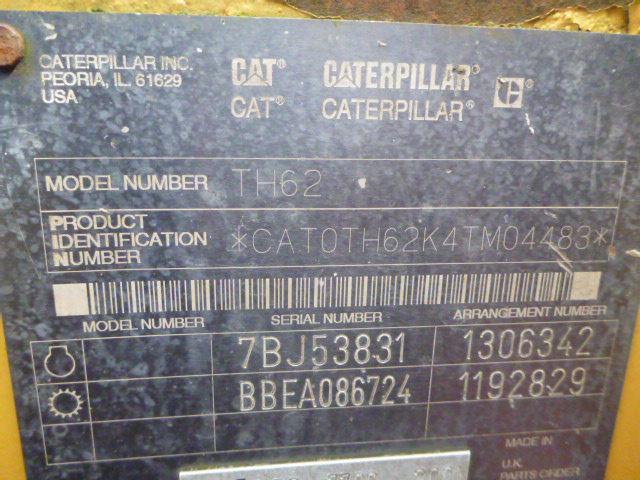 CATERPILLAR INC.
PEORIA, IL. 61629
USA
CAT® CATERPILLAR®
CAT® CATERPILLAR®
MODEL NUMBER TH62
PRODUCT
IDENTIFICATION
NUMBER
*CAT0TH62K4TM04483*
MODEL NUMBER SERIAL NUMBER ARRANGEMENT NUMBER
7BJ53831 1306342
BBEA086724 1192829
MADE IN
U.K.
PARTS ORDER